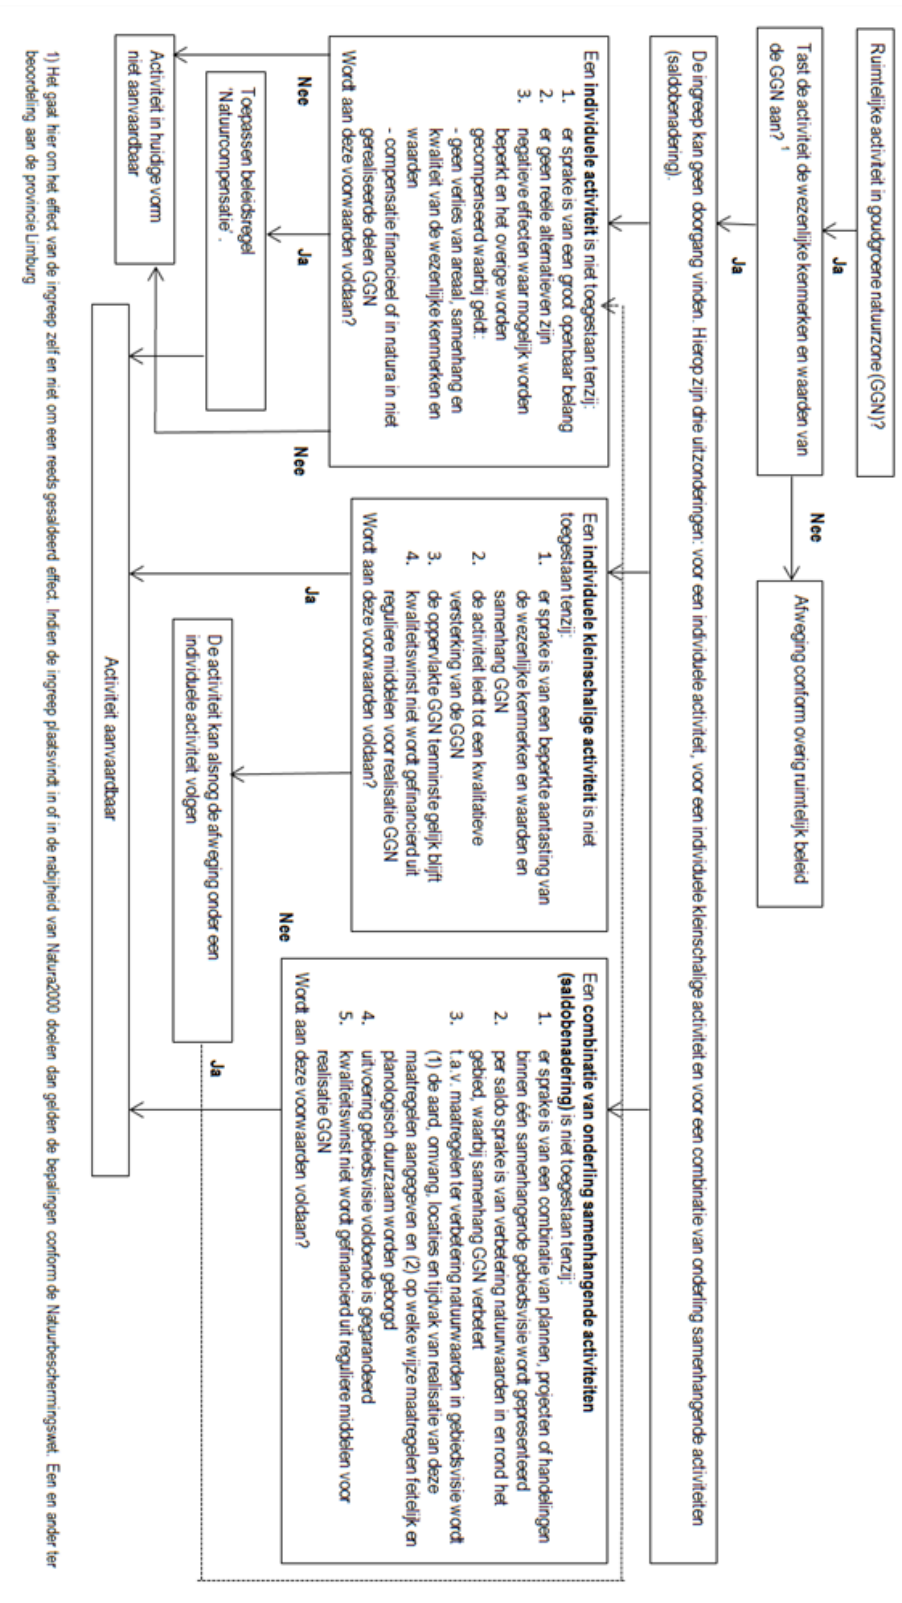 Ruimtelijke activiteit in goudgroene natuurzone (GGN)?
Ja
Tast de activiteit de wezenlijke kenmerken en waarden van
de GGN aan? 1
Nee
Afweging conform overig ruimtelijk beleid
Ja
De ingreep kan geen doorgang vinden. Hierop zijn drie uitzonderingen: voor een individuele activiteit, voor een individuele kleinschalige activiteit en voor een combinatie van onderling samenhangende activiteiten
(saldobenadering).
Een individuele activiteit is niet toegestaan tenzij:
1. er sprake is van een groot openbaar belang
2. er geen reële alternatieven zijn
3. negatieve effecten waar mogelijk worden
beperkt en het overige worden
gecompenseerd waarbij geldt:
- geen verlies van areaal, samenhang en
kwaliteit van de wezenlijke kenmerken en
waarden
- compensatie financieel of in natura in niet
gerealiseerde delen GGN
Wordt aan deze voorwaarden voldaan?
Nee
Ja
Nee
Toepassen beleidsregel
'Natuurcompensatie'.
Activiteit in huidige vorm
niet aanvaardbaar
Een individuele kleinschalige activiteit is niet
toegestaan tenzij:
1. er sprake is van een beperkte aantasting van
de wezenlijke kenmerken en waarden en
samenhang GGN
2. de activiteit leidt tot een kwalitatieve
versterking van de GGN
3. de oppervlakte GGN tenminste gelijk blijft
4. kwaliteitswinst niet wordt gefinancierd uit
reguliere middelen voor realisatie GGN
Wordt aan deze voorwaarden voldaan?
Ja
Nee
De activiteit kan alsnog de afweging onder een
individuele activiteit volgen
Ja
Een combinatie van onderling samenhangende activiteiten
(saldobenadering) is niet toegestaan tenzij:
1. er sprake is van een combinatie van plannen, projecten of handelingen
binnen één samenhangende gebiedsvisie wordt gepresenteerd
2. per saldo sprake is van verbetering natuurwaarden in en rond het
gebied, waarbij samenhang GGN verbetert
3. t.a.v. maatregelen ter verbetering natuurwaarden in gebiedsvisie wordt
(1) de aard, omvang, locaties en tijdvak van realisatie van deze
maatregelen aangegeven en (2) op welke wijze maatregelen feitelijk en
planologisch duurzaam worden geborgd
4. uitvoering gebiedsvisie voldoende is gegarandeerd
5. kwaliteitswinst niet wordt gefinancierd uit reguliere middelen voor
realisatie GGN
Wordt aan deze voorwaarden voldaan?
Activiteit aanvaardbaar
1) Het gaat hier om het effect van de ingreep zelf en niet om een reeds gesaldeerd effect. Indien de ingreep plaatsvindt in of in de nabijheid van Natura2000 doelen dan gelden de bepalingen conform de Natuurbeschermingswet. Een en ander ter
beoordeling aan de provincie Limburg